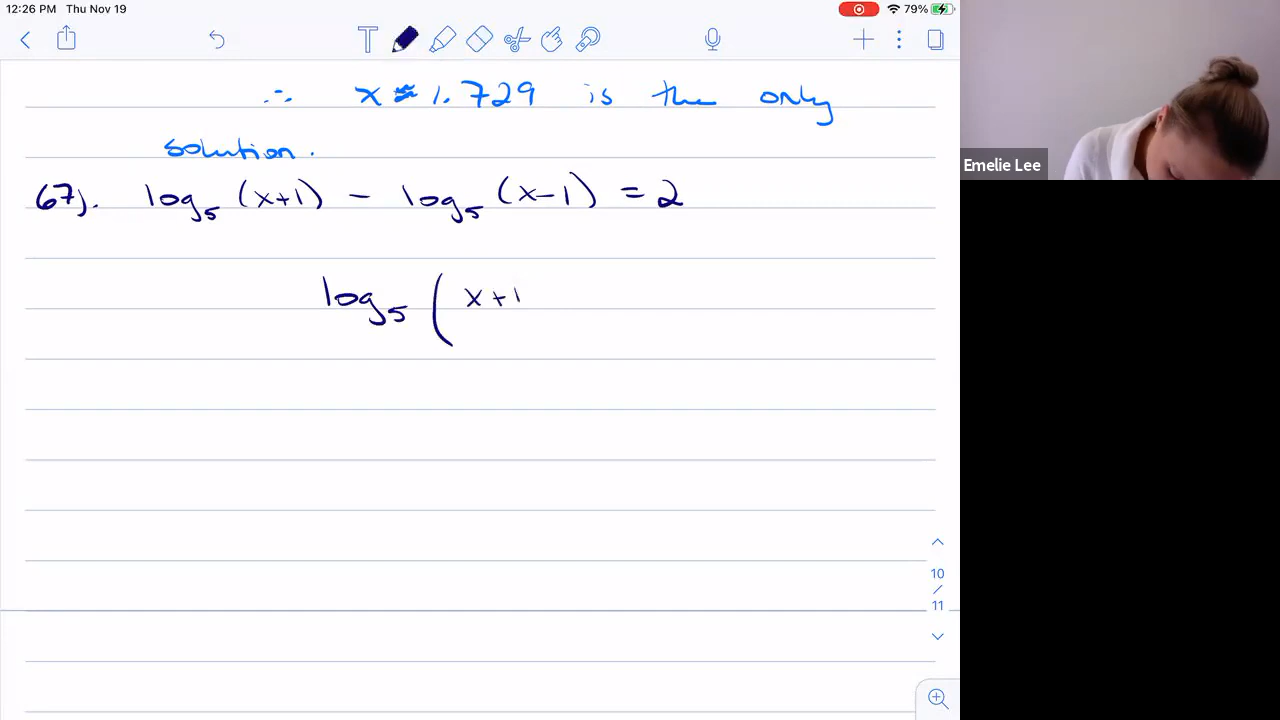 12:26 PM Thu Nov 19
79%
∴ x ≈ 1.729 is the only
solution.
67). log₅ (x+1) − log₅ (x−1) = 2
log₅ ( x+1
Emelie Lee
10
/
11